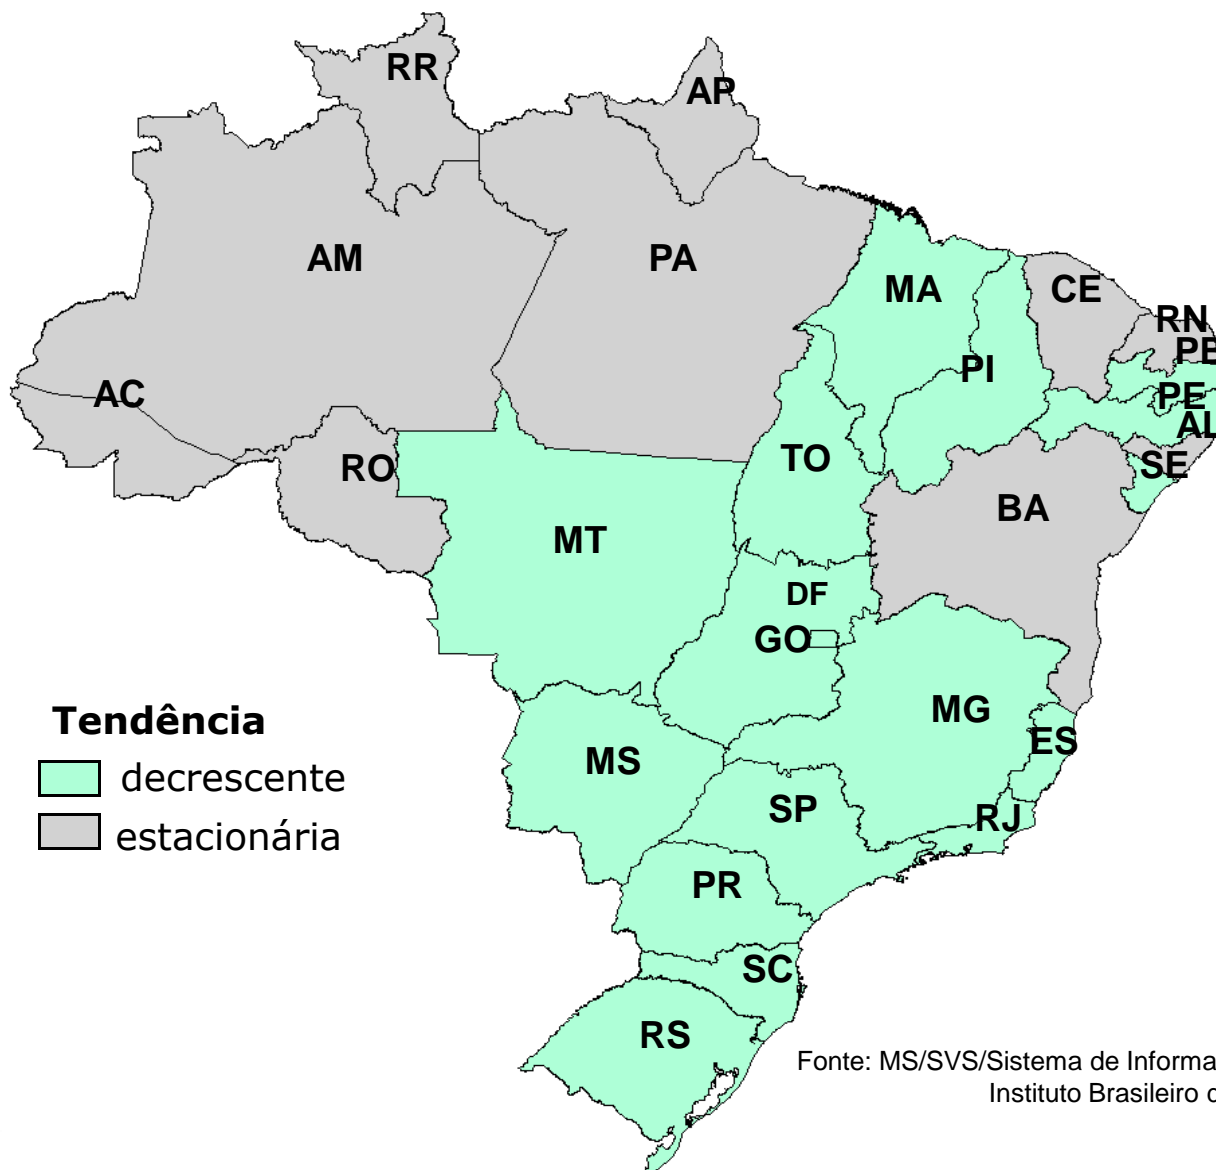 RR
AP
AM
PA
MA
CE
RN
PB
PI
AC
PE
AL
TO
SE
RO
BA
MT
DF
GO
MG
Tendência
ES
MS
decrescente
SP
RJ
estacionária
PR
SC
RS
Fonte: MS/SVS/Sistema de Informa
Instituto Brasileiro